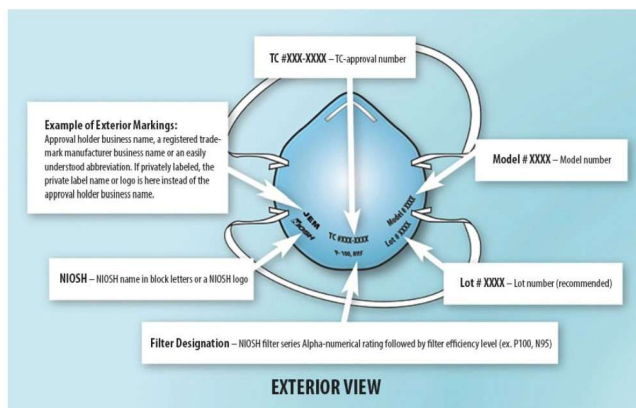 TC #XXX-XXXX – TC-approval number
Example of Exterior Markings:
Approval holder business name, a registered trade-
mark manufacturer business name or an easily
understood abbreviation. If privately labeled, the
private label name or logo is here instead of the
approval holder business name.
Model # XXXX – Model number
JEM
NIOSH
TC #XXX-XXXX
P-100, N95
Model # XXXX
Lot # XXXX
NIOSH – NIOSH name in block letters or a NIOSH logo
Lot # XXXX – Lot number (recommended)
Filter Designation – NIOSH filter series Alpha-numerical rating followed by filter efficiency level (ex. P100, N95)
EXTERIOR VIEW